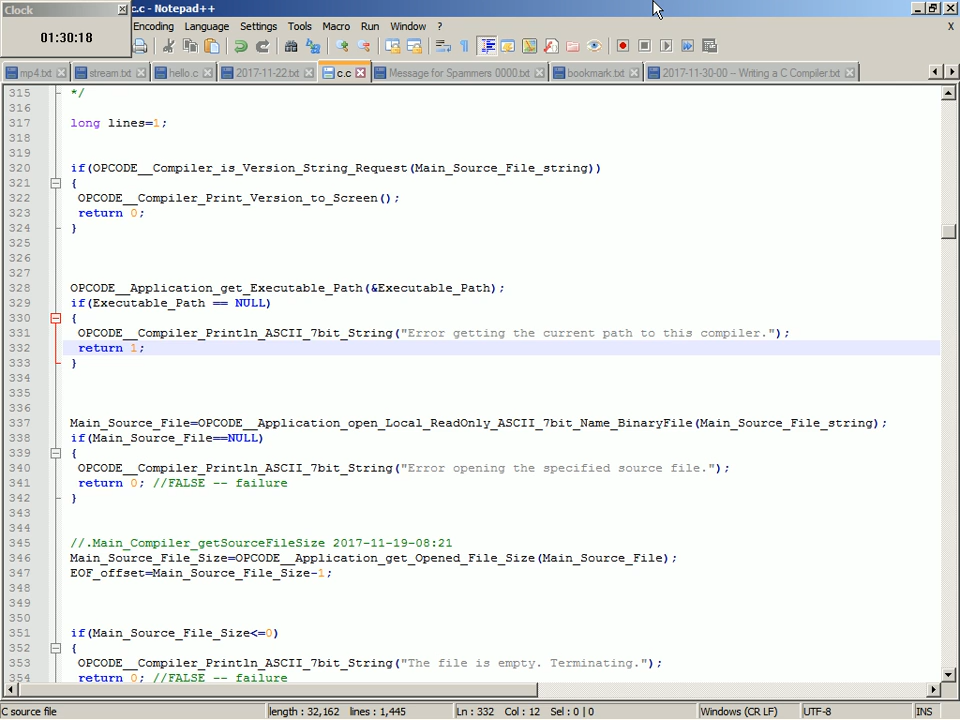 Clock
c.c - Notepad++
01:30:18
Encoding Language Settings Tools Macro Run Window ? X
mp4.txt stream.txt hello.c 2017-11-22.txt c.c Message for Spammers 0000.txt bookmark.txt 2017-11-30-00 – Writing a C Compiler.txt
315 */
316
317 long lines=1;
318
319
320 if(OPCODE__Compiler_is_Version_String_Request(Main_Source_File_string))
321 {
322 OPCODE__Compiler_Print_Version_to_Screen();
323 return 0;
324 }
325
326
327
328 OPCODE__Application_get_Executable_Path(&Executable_Path);
329 if(Executable_Path == NULL)
330 {
331 OPCODE__Compiler_Println_ASCII_7bit_String("Error getting the current path to this compiler.");
332 return 1;
333 }
334
335
336
337 Main_Source_File=OPCODE__Application_open_Local_ReadOnly_ASCII_7bit_Name_BinaryFile(Main_Source_File_string);
338 if(Main_Source_File==NULL)
339 {
340 OPCODE__Compiler_Println_ASCII_7bit_String("Error opening the specified source file.");
341 return 0; //FALSE -- failure
342 }
343
344
345 //.Main_Compiler_getSourceFileSize 2017-11-19-08:21
346 Main_Source_File_Size=OPCODE__Application_get_Opened_File_Size(Main_Source_File);
347 EOF_offset=Main_Source_File_Size-1;
348
349
350
351 if(Main_Source_File_Size<=0)
352 {
353 OPCODE__Compiler_Println_ASCII_7bit_String("The file is empty. Terminating.");
354 return 0; //FALSE -- failure
C source file length : 32,162 lines : 1,445 Ln : 332 Col : 12 Sel : 0 | 0 Windows (CR LF) UTF-8 INS